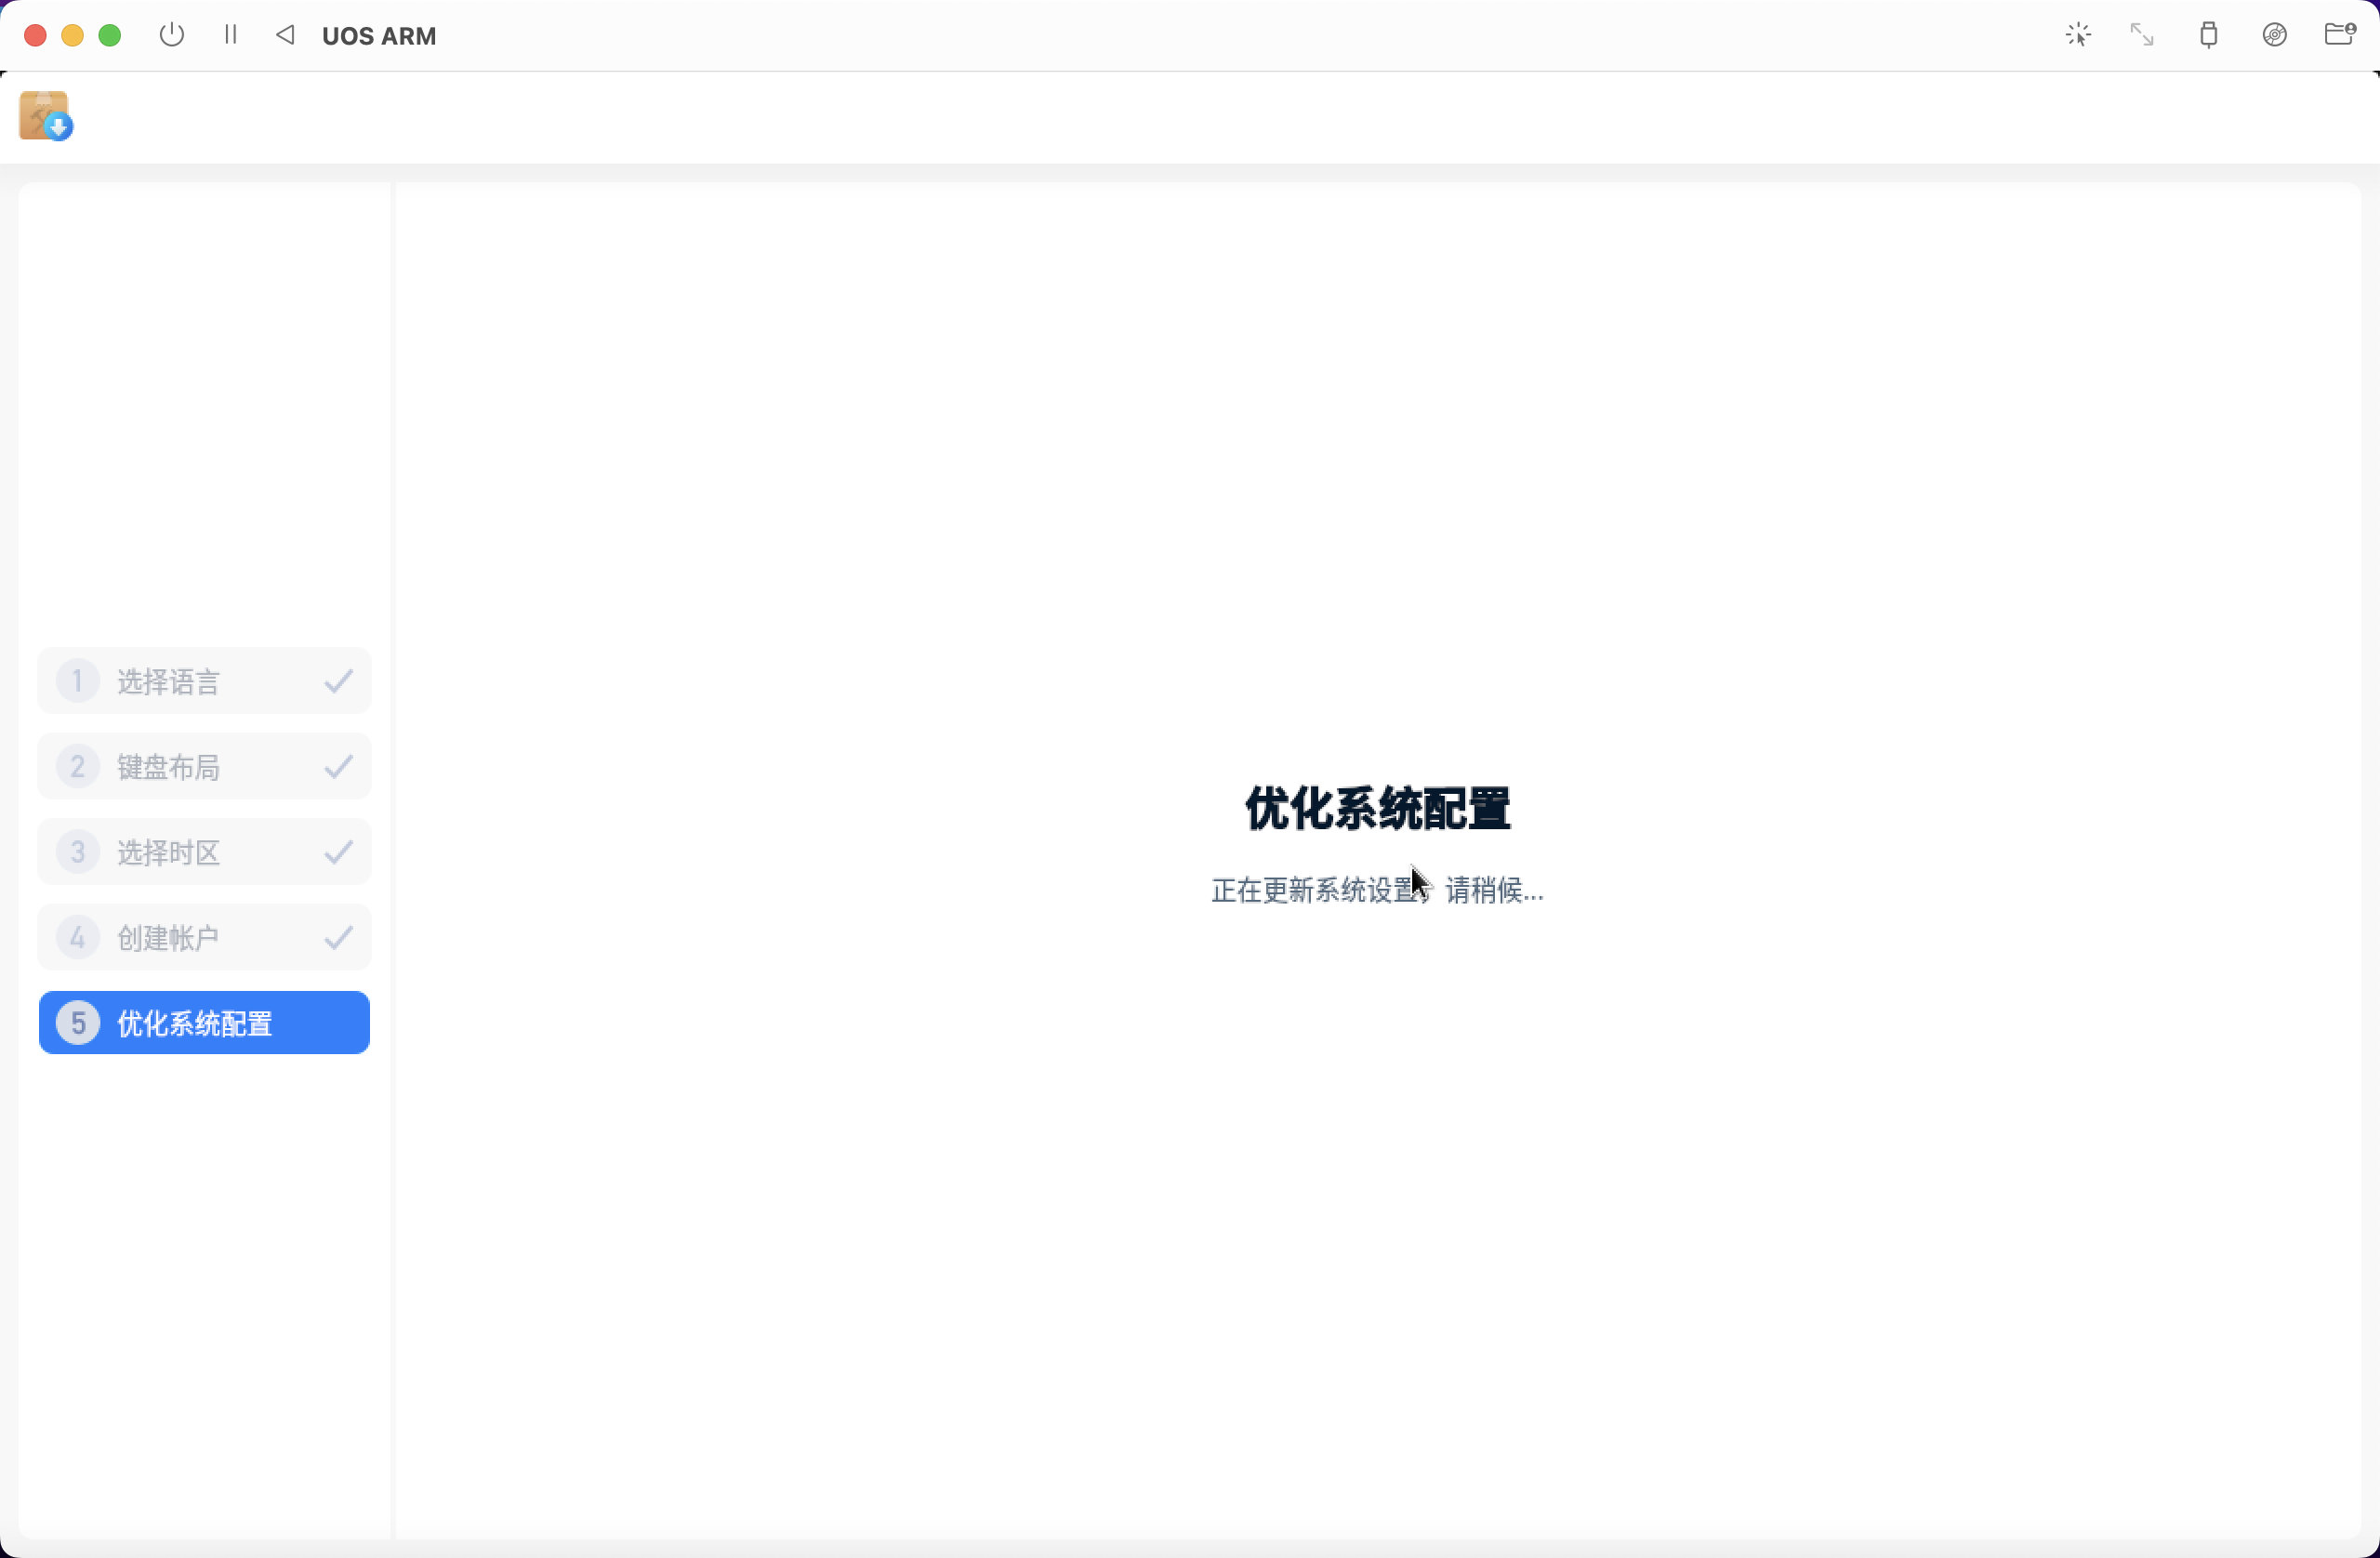 UOS ARM
1 选择语言
2 键盘布局
3 选择时区
4 创建帐户
5 优化系统配置
优化系统配置
正在更新系统设置，请稍候...